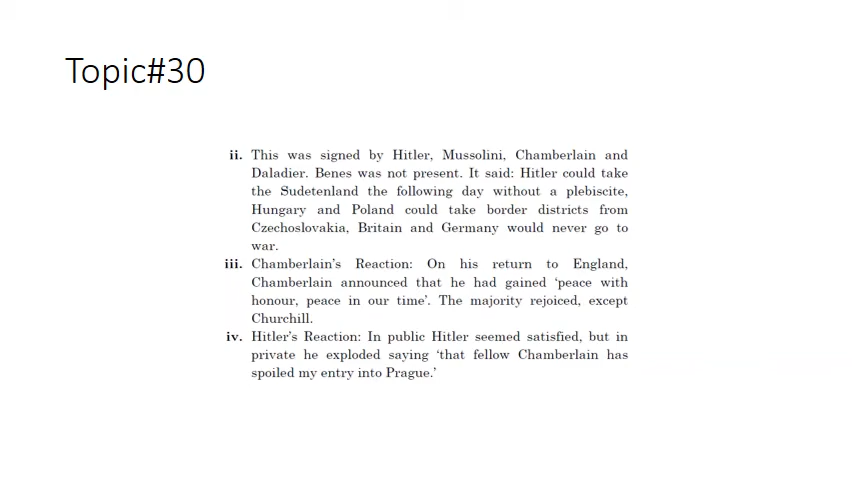 Topic#30
ii. This was signed by Hitler, Mussolini, Chamberlain and
Daladier. Benes was not present. It said: Hitler could take
the Sudetenland the following day without a plebiscite,
Hungary and Poland could take border districts from
Czechoslovakia, Britain and Germany would never go to
war.
iii. Chamberlain’s Reaction: On his return to England,
Chamberlain announced that he had gained ‘peace with
honour, peace in our time’. The majority rejoiced, except
Churchill.
iv. Hitler’s Reaction: In public Hitler seemed satisfied, but in
private he exploded saying ‘that fellow Chamberlain has
spoiled my entry into Prague.’